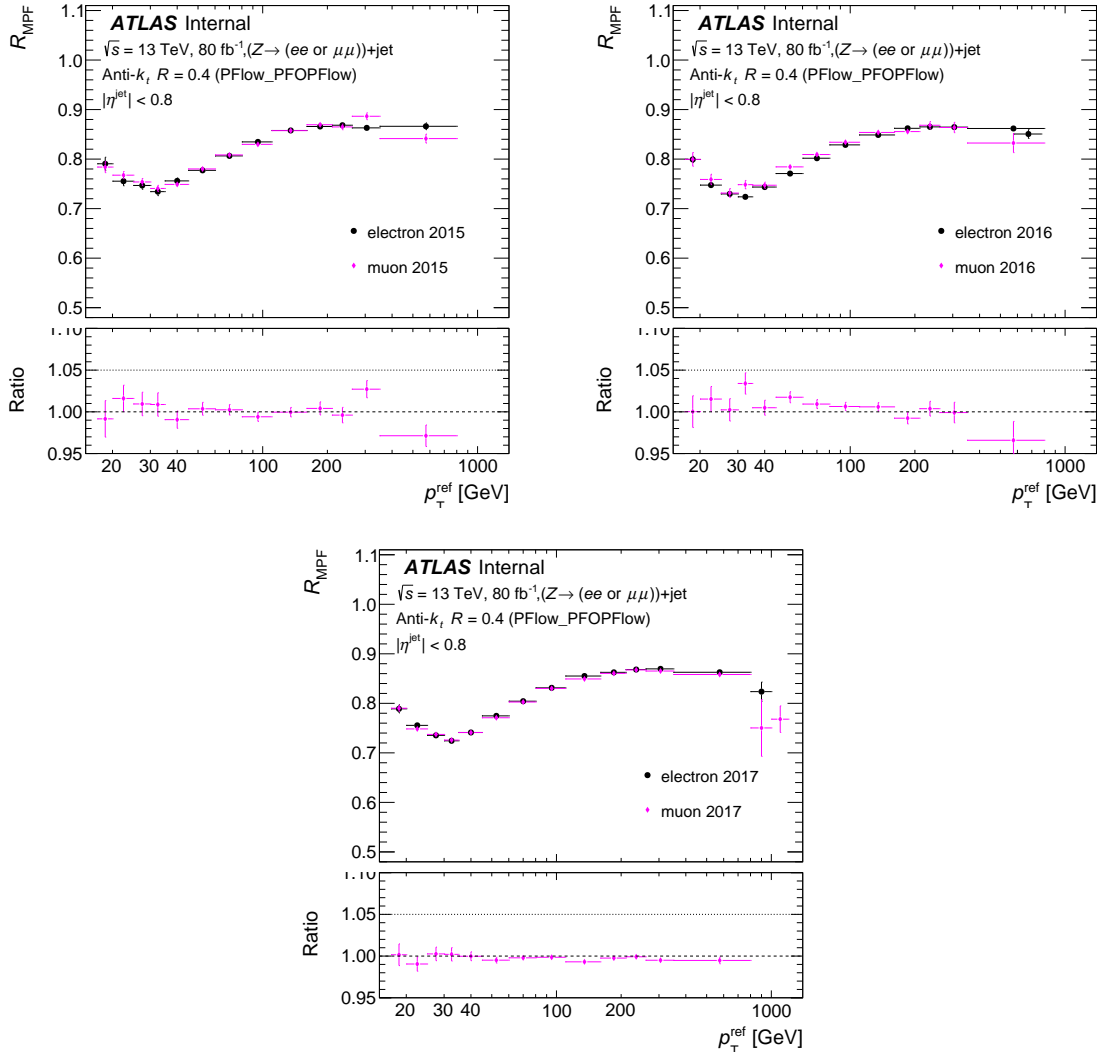 R_MPF
1.1
1.0
0.9
0.8
0.7
0.6
0.5
ATLAS Internal
√s = 13 TeV, 80 fb⁻¹,(Z→ (ee or μμ))+jet
Anti-k_t R = 0.4 (PFlow_PFOPFlow)
|η^jet| < 0.8
electron 2015
muon 2015
Ratio
1.10
1.05
1.00
0.95
20 30 40 100 200 1000
p_T^ref [GeV]
R_MPF
1.1
1.0
0.9
0.8
0.7
0.6
0.5
ATLAS Internal
√s = 13 TeV, 80 fb⁻¹,(Z→ (ee or μμ))+jet
Anti-k_t R = 0.4 (PFlow_PFOPFlow)
|η^jet| < 0.8
electron 2016
muon 2016
Ratio
1.10
1.05
1.00
0.95
20 30 40 100 200 1000
p_T^ref [GeV]
R_MPF
1.1
1.0
0.9
0.8
0.7
0.6
0.5
ATLAS Internal
√s = 13 TeV, 80 fb⁻¹,(Z→ (ee or μμ))+jet
Anti-k_t R = 0.4 (PFlow_PFOPFlow)
|η^jet| < 0.8
electron 2017
muon 2017
Ratio
1.10
1.05
1.00
0.95
20 30 40 100 200 1000
p_T^ref [GeV]